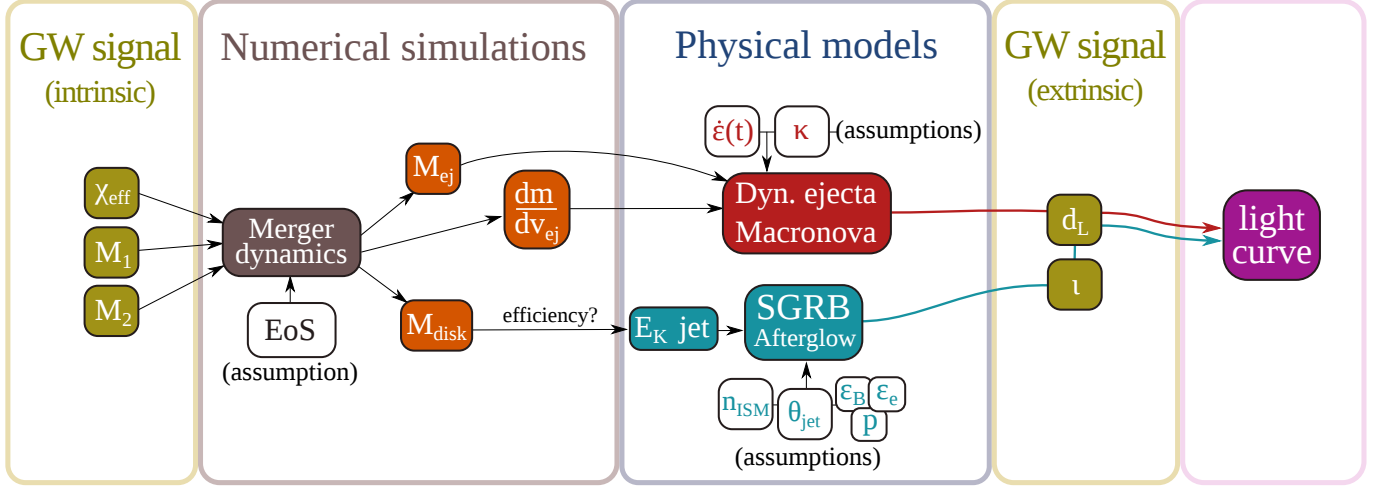 GW signal
(intrinsic)
χeff
M1
M2
Numerical simulations
Merger
dynamics
EoS
(assumption)
Mej
dm
dvej
Mdisk
efficiency?
Physical models
ε̇(t)
κ
(assumptions)
Dyn. ejecta
Macronova
EK jet
SGRB
Afterglow
nISM
θjet
εB
εe
p
(assumptions)
GW signal
(extrinsic)
dL
ι
light
curve